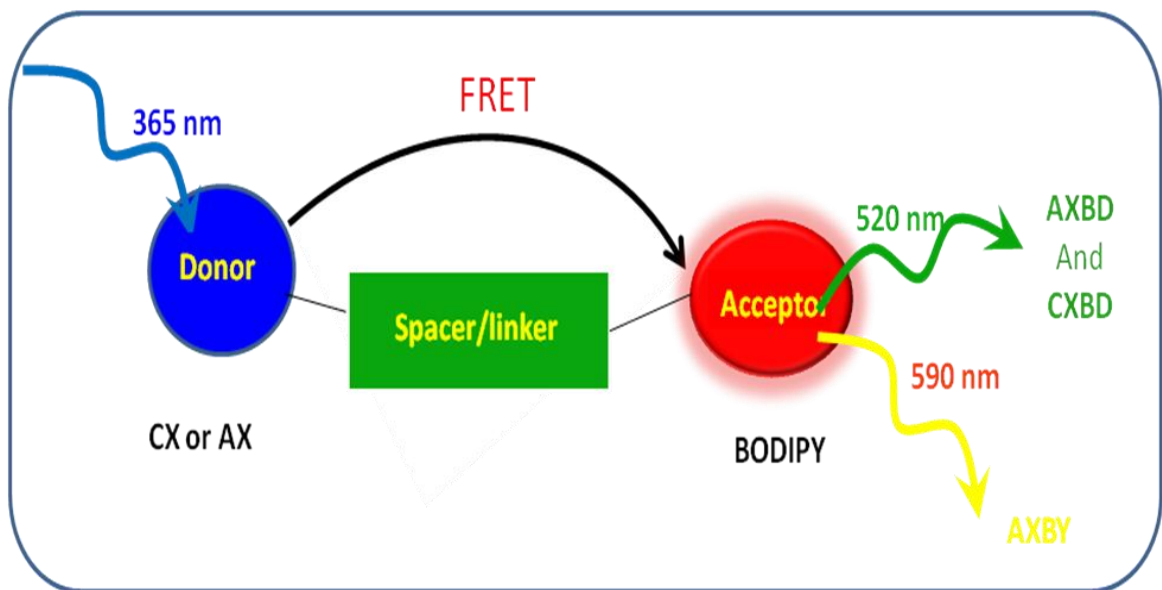 FRET
365 nm
Donor
Spacer/linker
Acceptor
520 nm
AXBD
And
CXBD
590 nm
CX or AX
BODIPY
AXBY